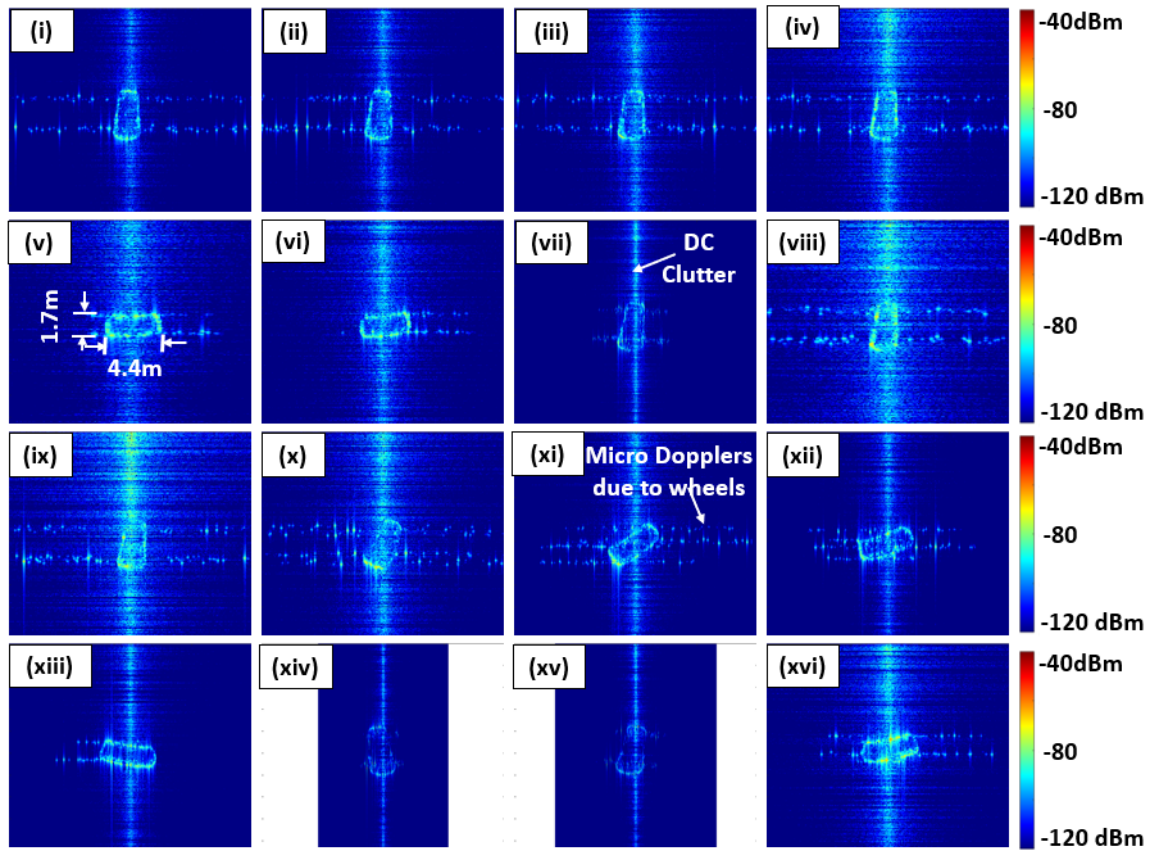 (i)
(ii)
(iii)
(iv)
-40dBm
-80
-120 dBm
(v)
1.7m
4.4m
(vi)
(vii)
DC
Clutter
(viii)
-40dBm
-80
-120 dBm
(ix)
(x)
(xi)
Micro Dopplers
due to wheels
(xii)
-40dBm
-80
-120 dBm
(xiii)
(xiv)
(xv)
(xvi)
-40dBm
-80
-120 dBm